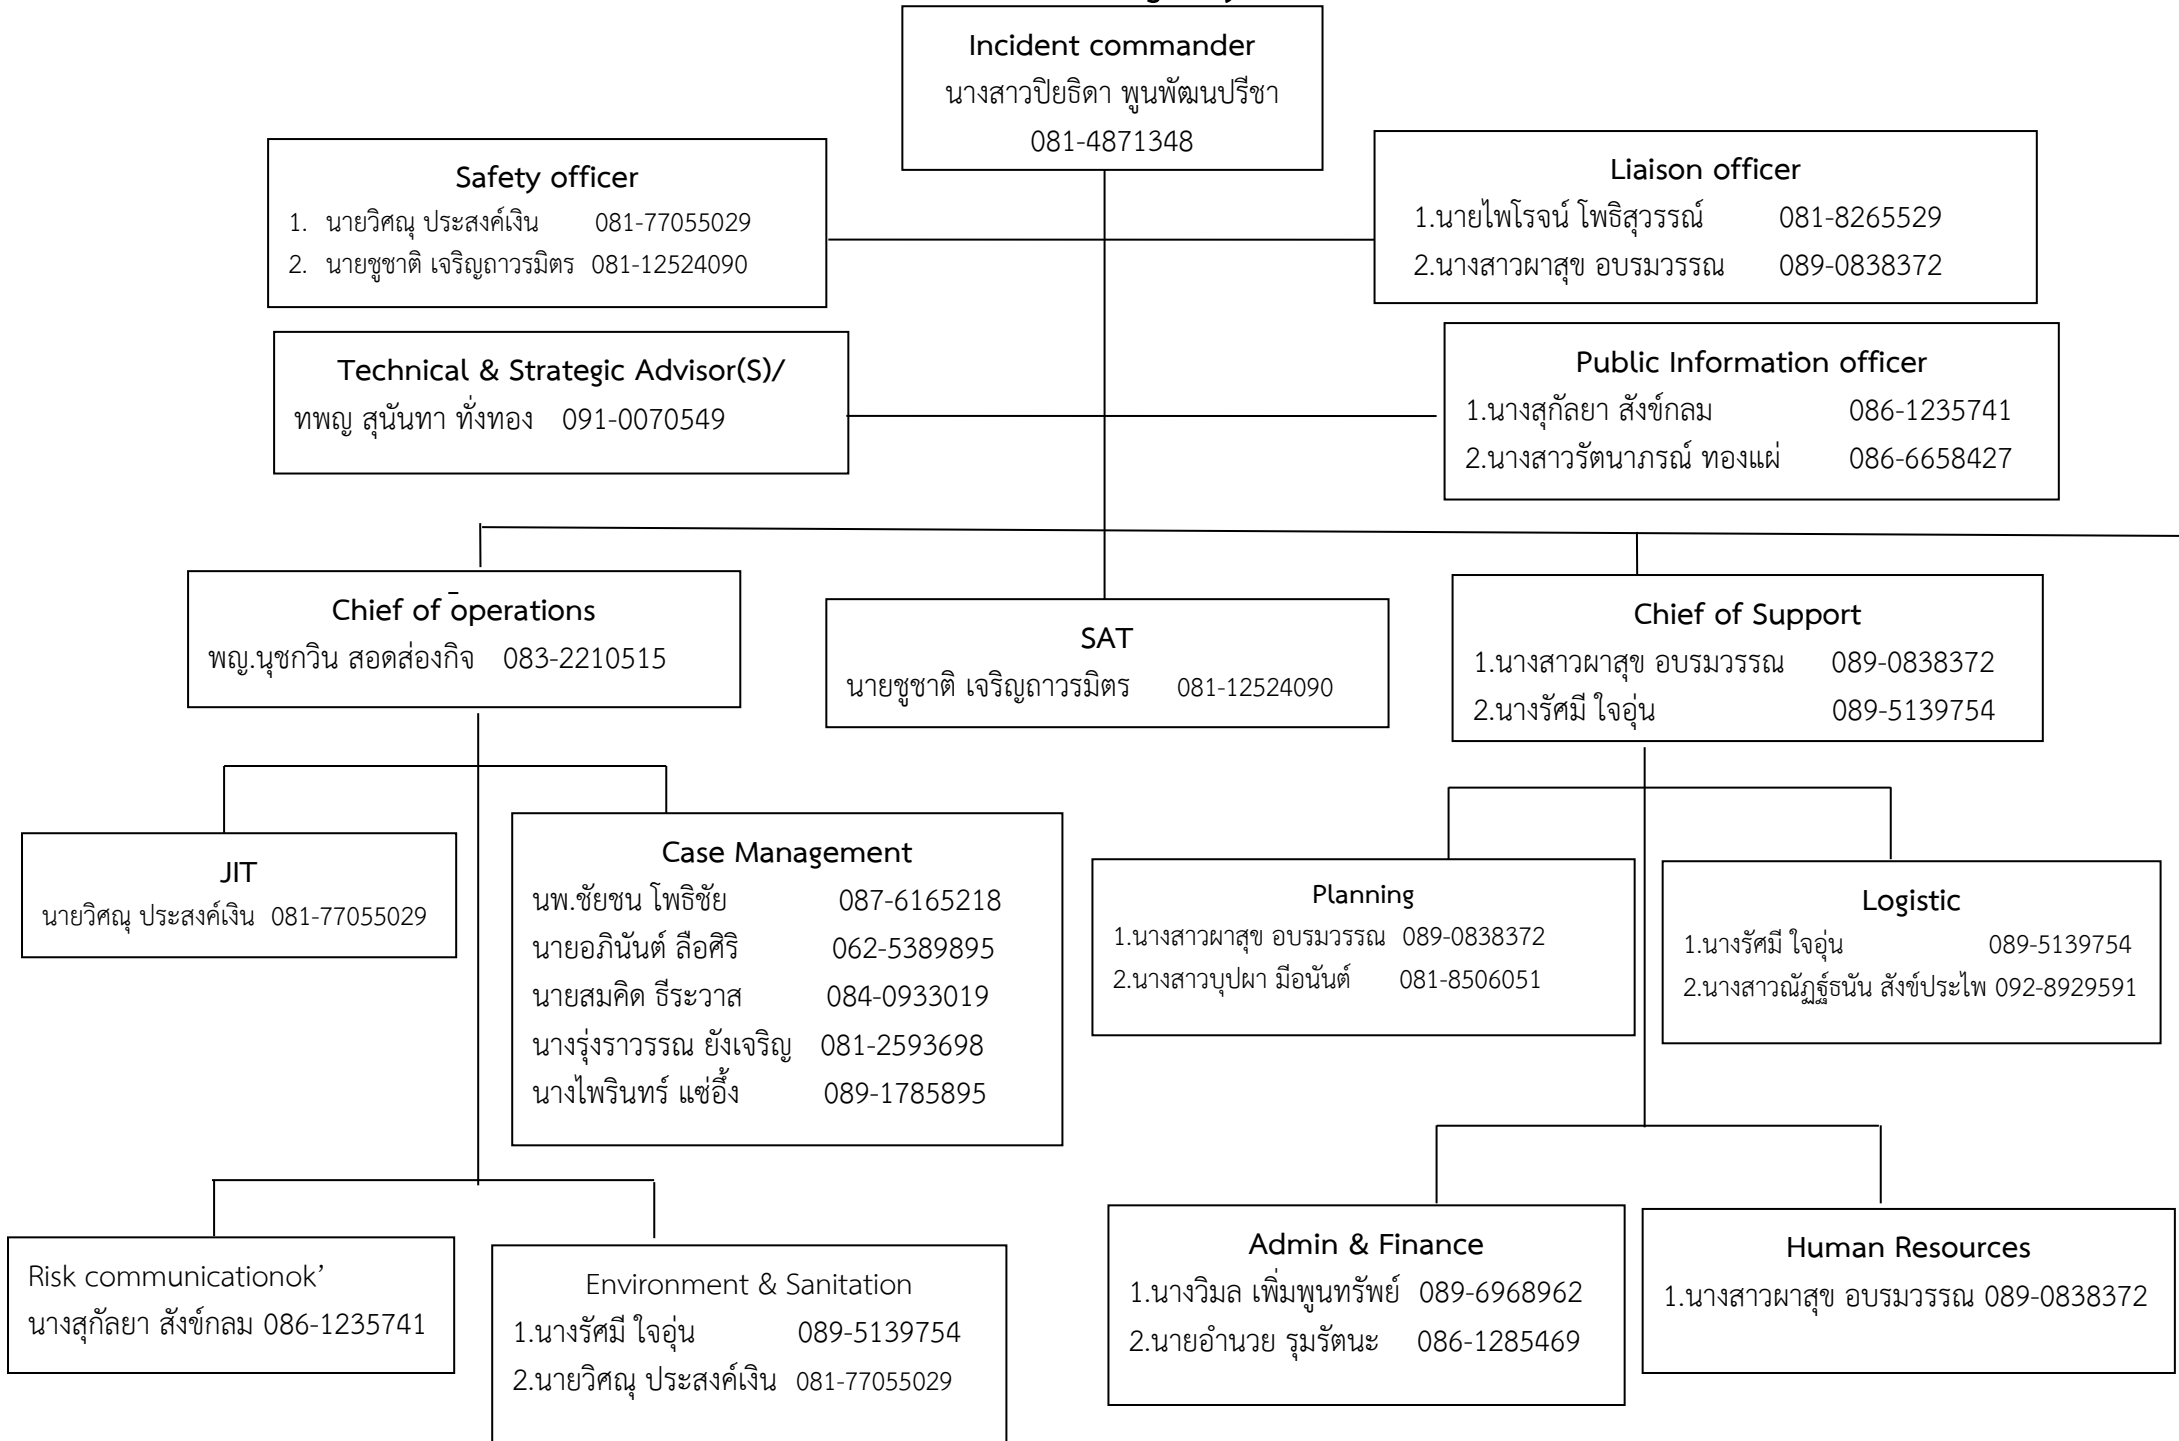 Incident commander
นางสาวปิยธิดา พูนพัฒนปรีชา
081-4871348
Safety officer
1. นายวิศณุ ประสงค์เงิน 081-77055029
2. นายชูชาติ เจริญถาวรมิตร 081-12524090
Liaison officer
1.นายไพโรจน์ โพธิสุวรรณ์ 081-8265529
2.นางสาวผาสุข อบรมวรรณ 089-0838372
Technical & Strategic Advisor(S)/
ทพญ สุนันทา ทั่งทอง 091-0070549
Public Information officer
1.นางสุกัลยา สังข์กลม 086-1235741
2.นางสาวรัตนาภรณ์ ทองแผ่ 086-6658427
Chief of operations
พญ.นุชกวิน สอดส่องกิจ 083-2210515
SAT
นายชูชาติ เจริญถาวรมิตร 081-12524090
Chief of Support
1.นางสาวผาสุข อบรมวรรณ 089-0838372
2.นางรัศมี ใจอุ่น 089-5139754
JIT
นายวิศณุ ประสงค์เงิน 081-77055029
Case Management
นพ.ชัยชน โพธิชัย 087-6165218
นายอภินันต์ ลือศิริ 062-5389895
นายสมคิด ธีระวาส 084-0933019
นางรุ่งราวรรณ ยังเจริญ 081-2593698
นางไพรินทร์ แซ่อึ้ง 089-1785895
Planning
1.นางสาวผาสุข อบรมวรรณ 089-0838372
2.นางสาวบุปผา มีอนันต์ 081-8506051
Logistic
1.นางรัศมี ใจอุ่น 089-5139754
2.นางสาวณัฏฐ์ธนัน สังข์ประไพ 092-8929591
Risk communicationok’
นางสุกัลยา สังข์กลม 086-1235741
Environment & Sanitation
1.นางรัศมี ใจอุ่น 089-5139754
2.นายวิศณุ ประสงค์เงิน 081-77055029
Admin & Finance
1.นางวิมล เพิ่มพูนทรัพย์ 089-6968962
2.นายอำนวย รุมรัตนะ 086-1285469
Human Resources
1.นางสาวผาสุข อบรมวรรณ 089-0838372